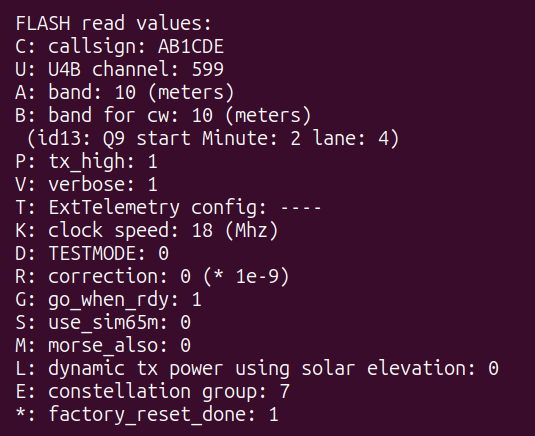 FLASH read values:
C: callsign: AB1CDE
U: U4B channel: 599
A: band: 10 (meters)
B: band for cw: 10 (meters)
(id13: Q9 start Minute: 2 lane: 4)
P: tx_high: 1
V: verbose: 1
T: ExtTelemetry config: ----
K: clock speed: 18 (Mhz)
D: TESTMODE: 0
R: correction: 0 (* 1e-9)
G: go_when_rdy: 1
S: use_sim65m: 0
M: morse_also: 0
L: dynamic tx power using solar elevation: 0
E: constellation group: 7
*: factory_reset_done: 1